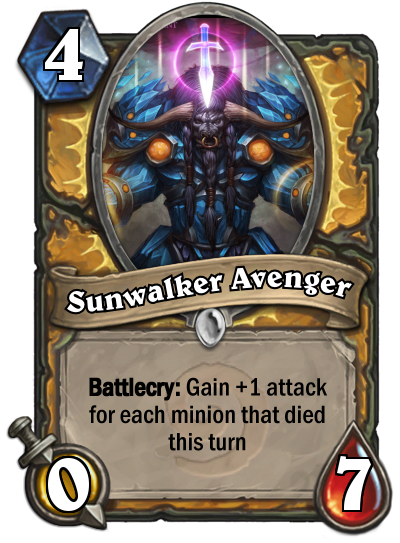 4
Sunwalker Avenger
Battlecry: Gain +1 attack
for each minion that died
this turn
0
7